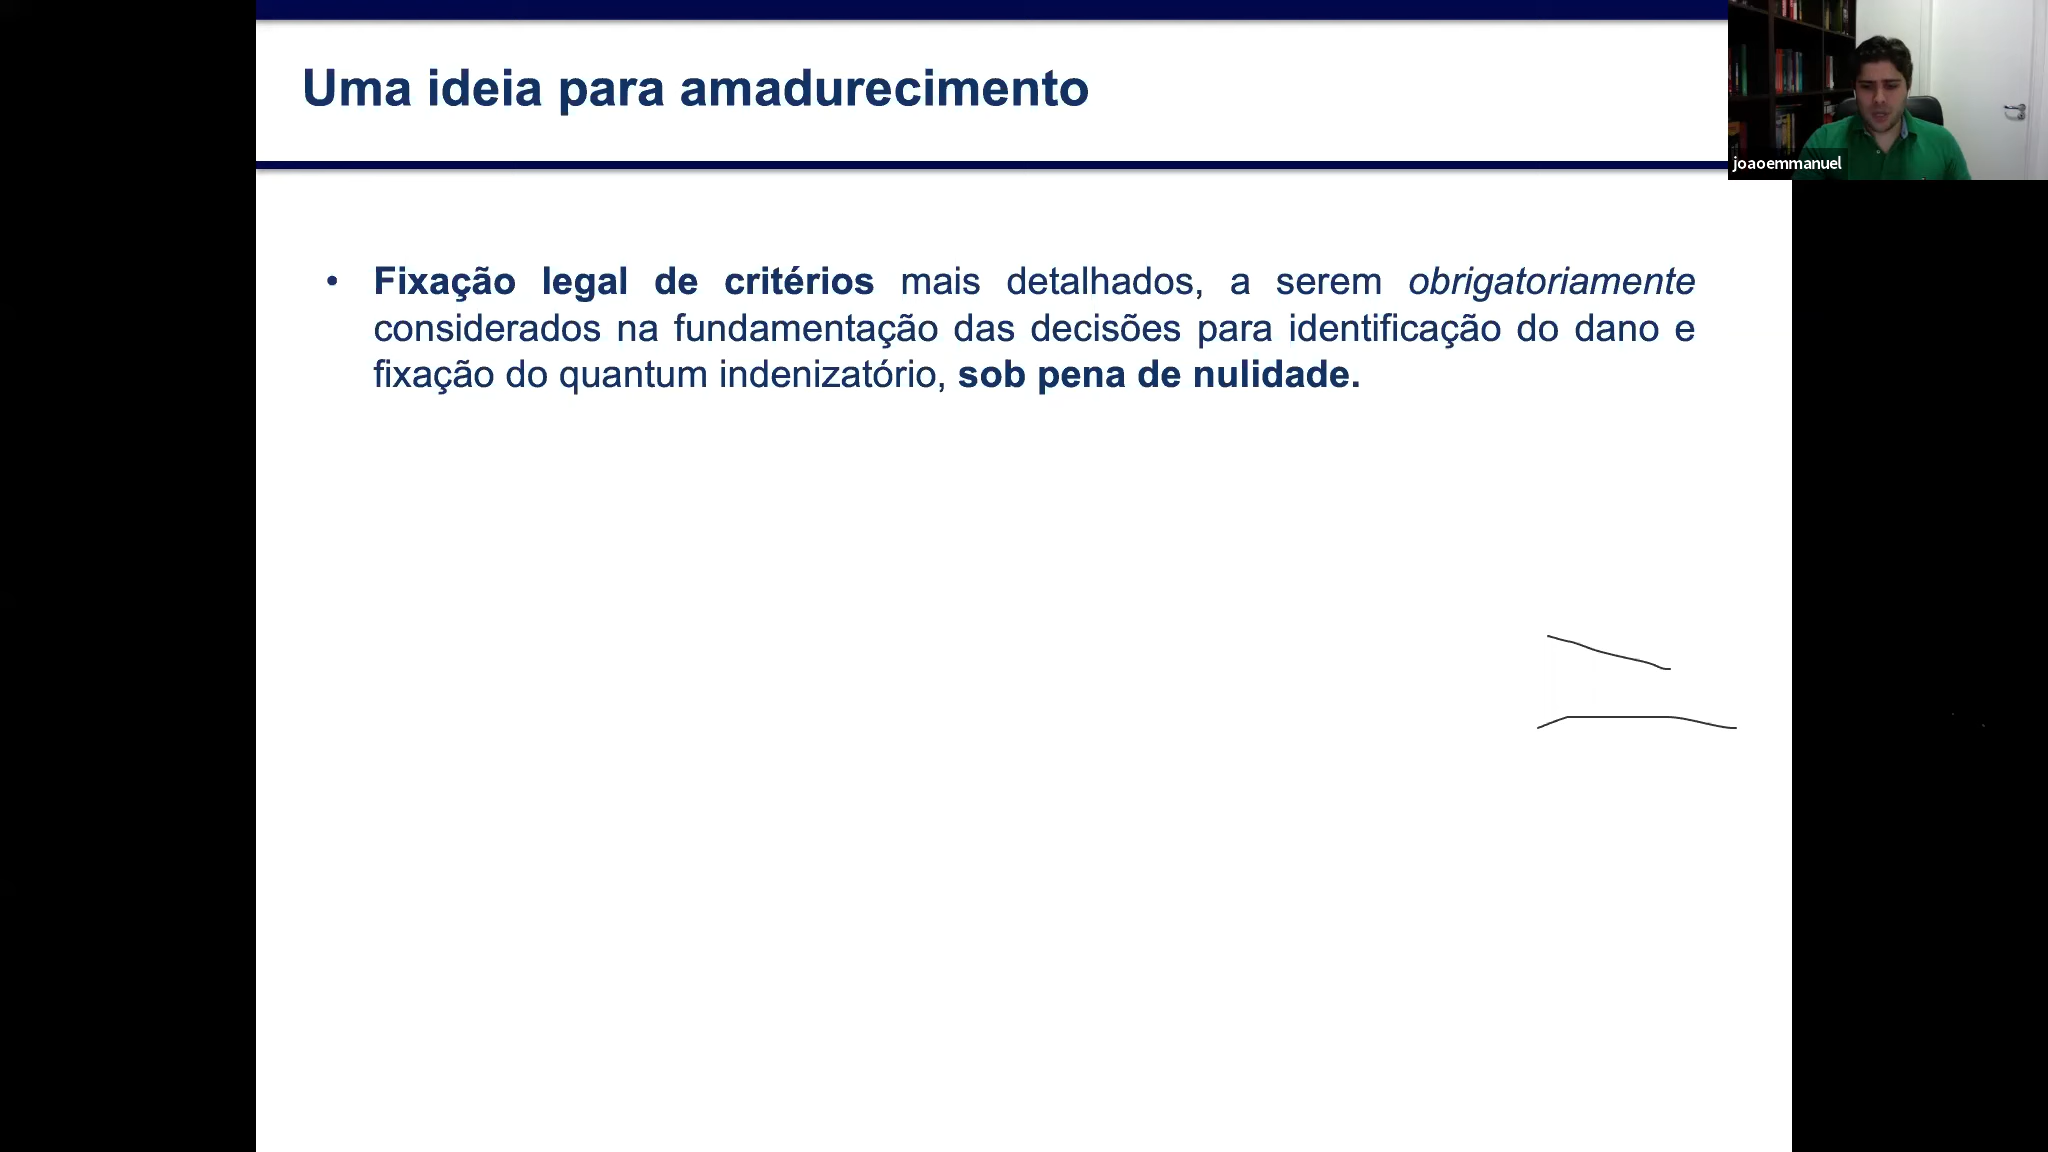 Uma ideia para amadurecimento
joaoemmanuel
• Fixação legal de critérios mais detalhados, a serem obrigatoriamente
considerados na fundamentação das decisões para identificação do dano e
fixação do quantum indenizatório, sob pena de nulidade.